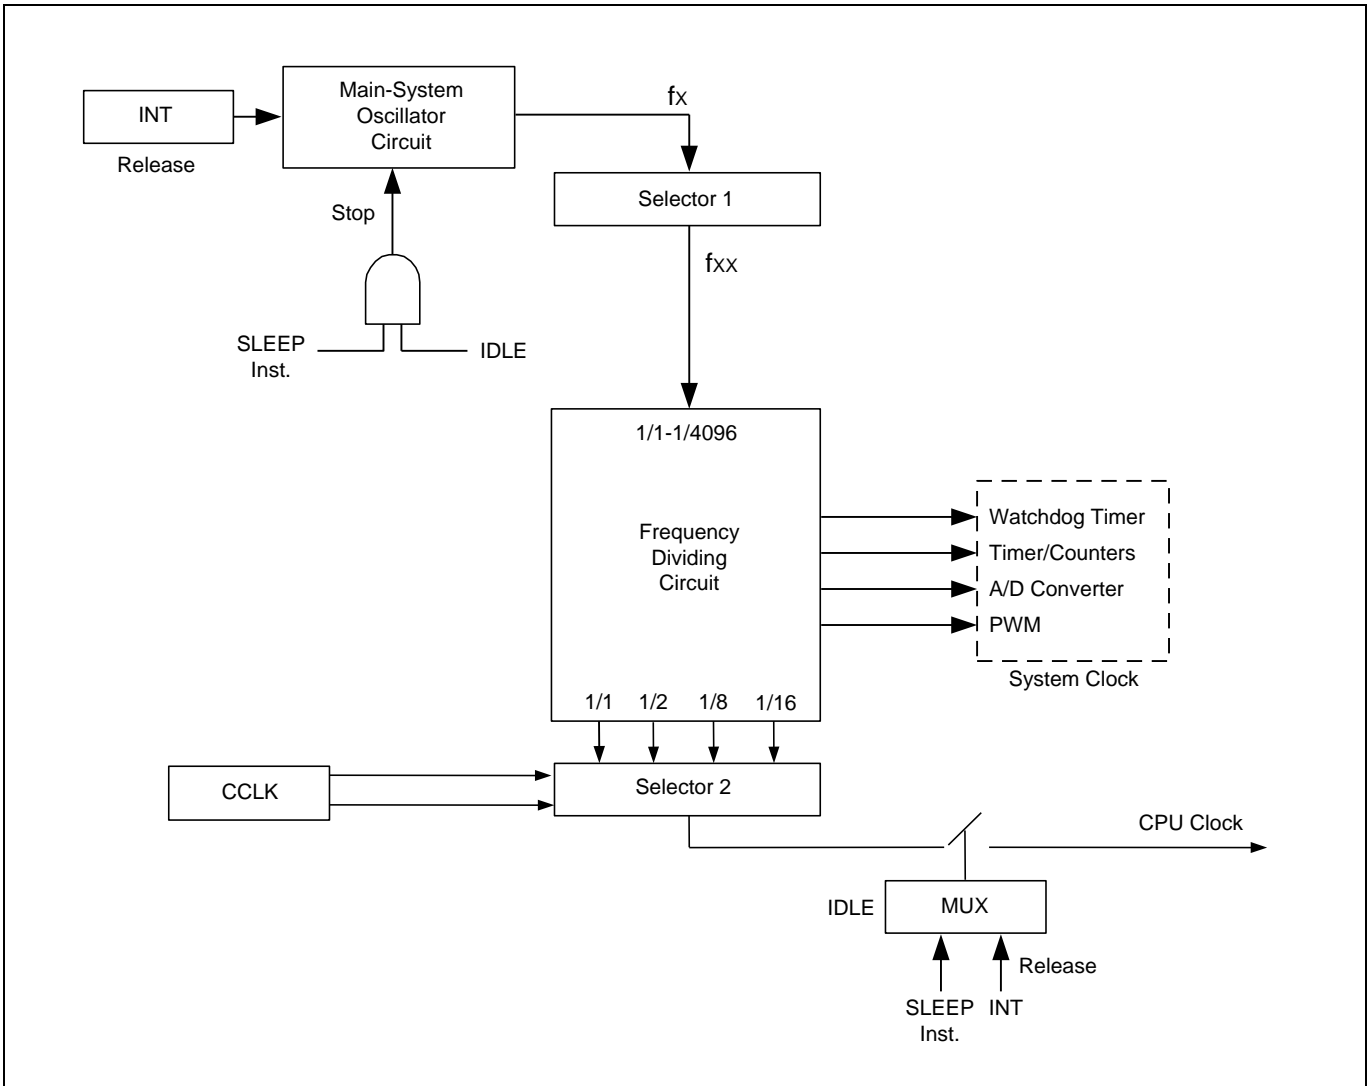 Main-System
Oscillator
Circuit
INT
Release
fX
Selector 1
Stop
fXX
SLEEP
Inst.
IDLE
1/1-1/4096
Frequency
Dividing
Circuit
Watchdog Timer
Timer/Counters
A/D Converter
PWM
System Clock
1/1 1/2 1/8 1/16
CCLK
Selector 2
CPU Clock
IDLE
MUX
Release
SLEEP
Inst.
INT